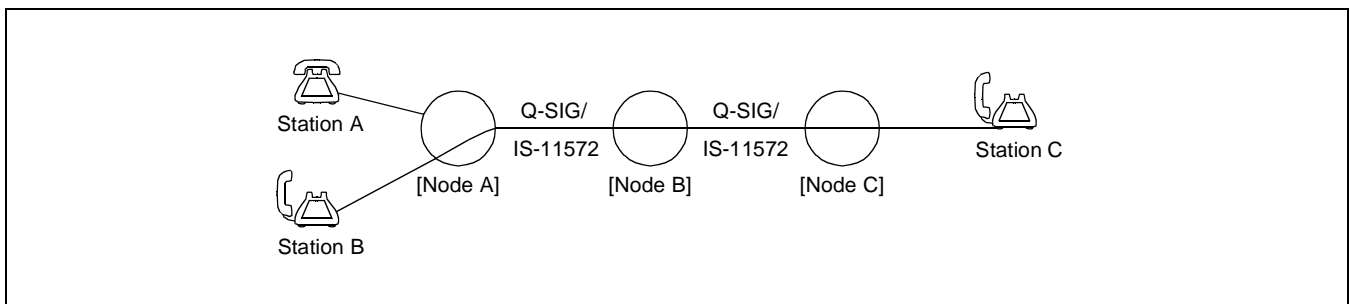 Station A
Q-SIG/
Q-SIG/
IS-11572
IS-11572
Station C
[Node A]
[Node B]
[Node C]
Station B